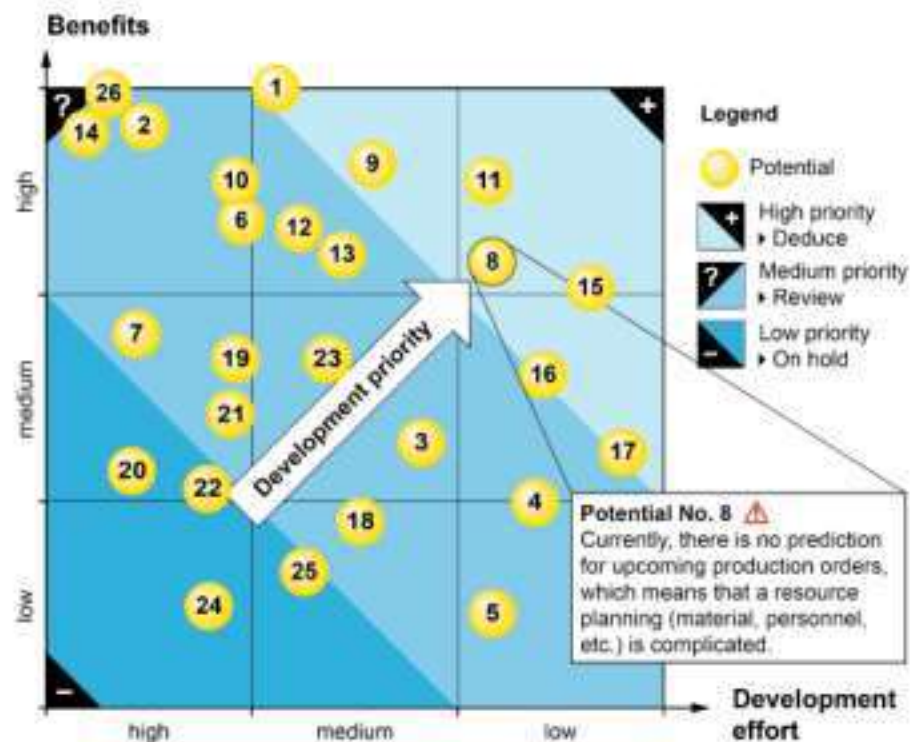 Benefits
26
1
?
14
2
+
9
10
11
6
12
13
8
15
high
7
19
23
16
21
3
17
medium
Development priority
20
22
4
18
25
24
5
low
−
high
medium
low
Development
effort
Legend
Potential
+
High priority
▸ Deduce
?
Medium priority
▸ Review
−
Low priority
▸ On hold
Potential No. 8 ⚠
Currently, there is no prediction
for upcoming production orders,
which means that a resource
planning (material, personnel,
etc.) is complicated.